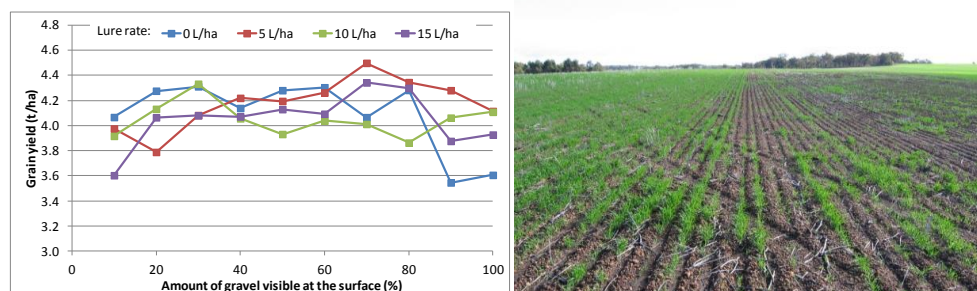 Lure rate: 0 L/ha 5 L/ha 10 L/ha 15 L/ha
Grain yield (t/ha)
4.8
4.6
4.4
4.2
4.0
3.8
3.6
3.4
3.2
3.0
0 20 40 60 80 100
Amount of gravel visible at the surface (%)